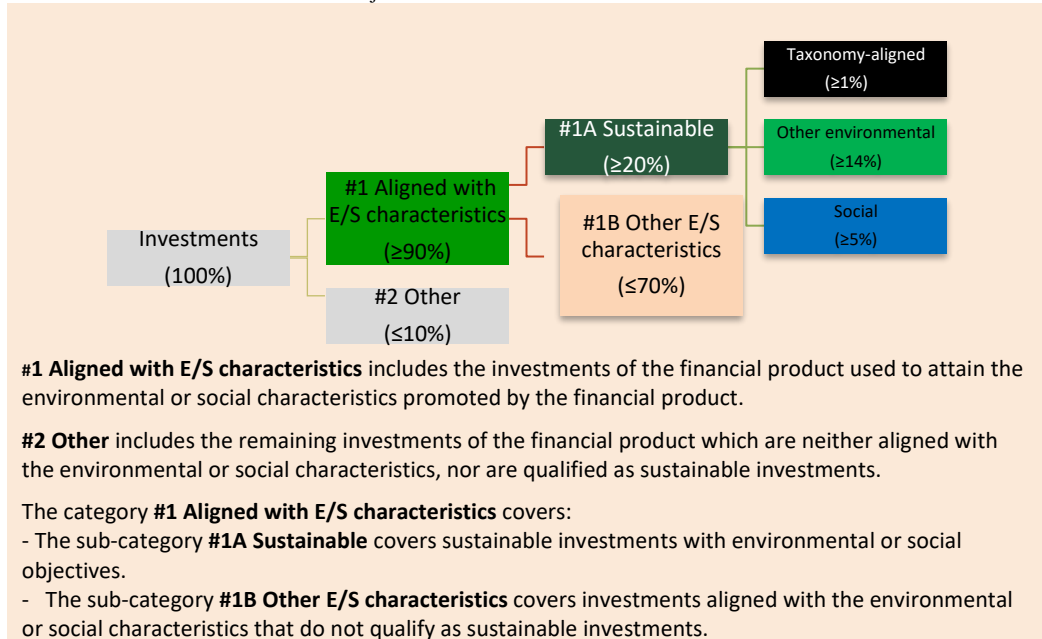 Taxonomy-aligned
(≥1%)
#1A Sustainable
(≥20%)
Other environmental
(≥14%)
#1 Aligned with
E/S characteristics
(≥90%)
#1B Other E/S
characteristics
(≤70%)
Social
(≥5%)
Investments
(100%)
#2 Other
(≤10%)
#1 Aligned with E/S characteristics includes the investments of the financial product used to attain the
environmental or social characteristics promoted by the financial product.
#2 Other includes the remaining investments of the financial product which are neither aligned with
the environmental or social characteristics, nor are qualified as sustainable investments.
The category #1 Aligned with E/S characteristics covers:
- The sub-category #1A Sustainable covers sustainable investments with environmental or social
objectives.
- The sub-category #1B Other E/S characteristics covers investments aligned with the environmental
or social characteristics that do not qualify as sustainable investments.